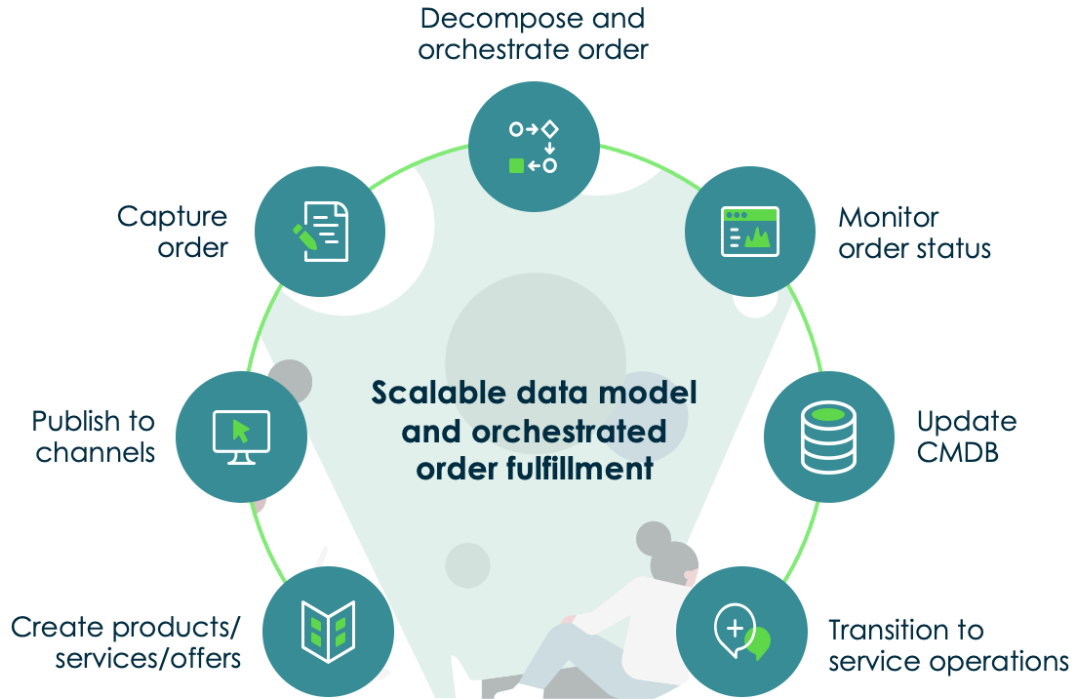 Decompose and
orchestrate order
Capture
order
Monitor
order status
Publish to
channels
Scalable data model
and orchestrated
order fulfillment
Update
CMDB
Create products/
services/offers
Transition to
service operations